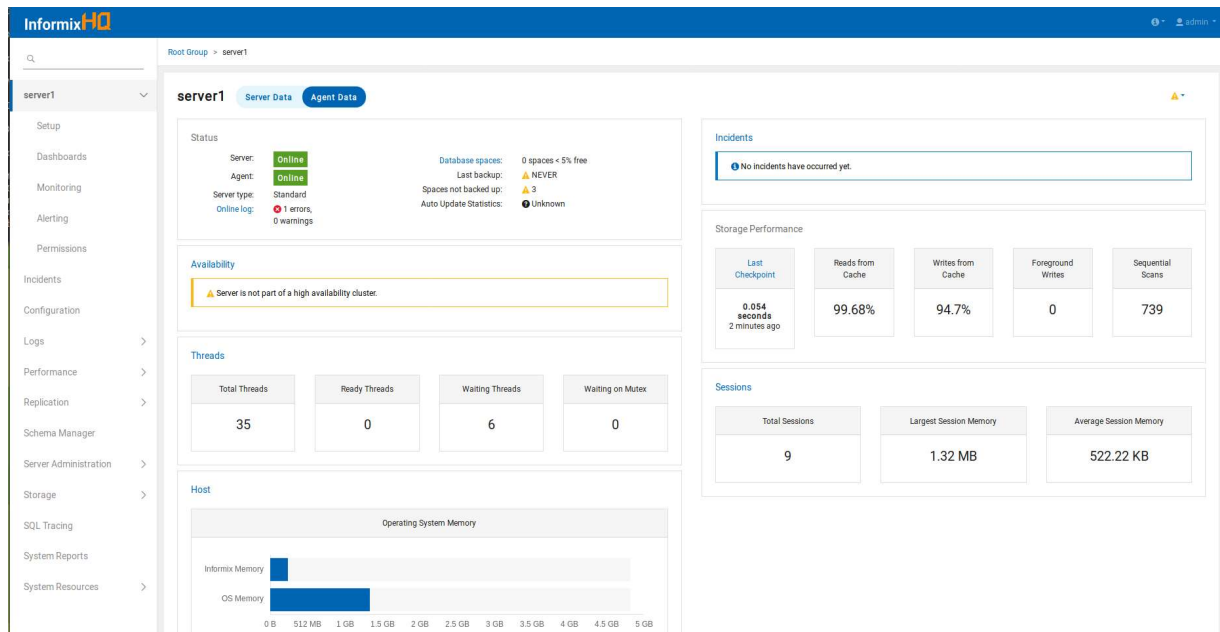 InformixHQ
admin
Root Group > server1
server1
Setup
Dashboards
Monitoring
Alerting
Permissions
Incidents
Configuration
Logs
Performance
Replication
Schema Manager
Server Administration
Storage
SQL Tracing
System Reports
System Resources
server1 Server Data Agent Data
Status
Server: Online
Agent: Online
Server type: Standard
Online log: 1 errors,
0 warnings
Database spaces: 0 spaces < 5% free
Last backup: NEVER
Spaces not backed up: 3
Auto Update Statistics: Unknown
Availability
Server is not part of a high availability cluster.
Threads
Total Threads Ready Threads Waiting Threads Waiting on Mutex
35 0 6 0
Host
Operating System Memory
Informix Memory
OS Memory
0 B 512 MB 1 GB 1.5 GB 2 GB 2.5 GB 3 GB 3.5 GB 4 GB 4.5 GB 5 GB
Incidents
No incidents have occurred yet.
Storage Performance
Last Reads from Writes from Foreground Sequential
Checkpoint Cache Cache Writes Scans
0.054
seconds
2 minutes ago
99.68% 94.7% 0 739
Sessions
Total Sessions Largest Session Memory Average Session Memory
9 1.32 MB 522.22 KB